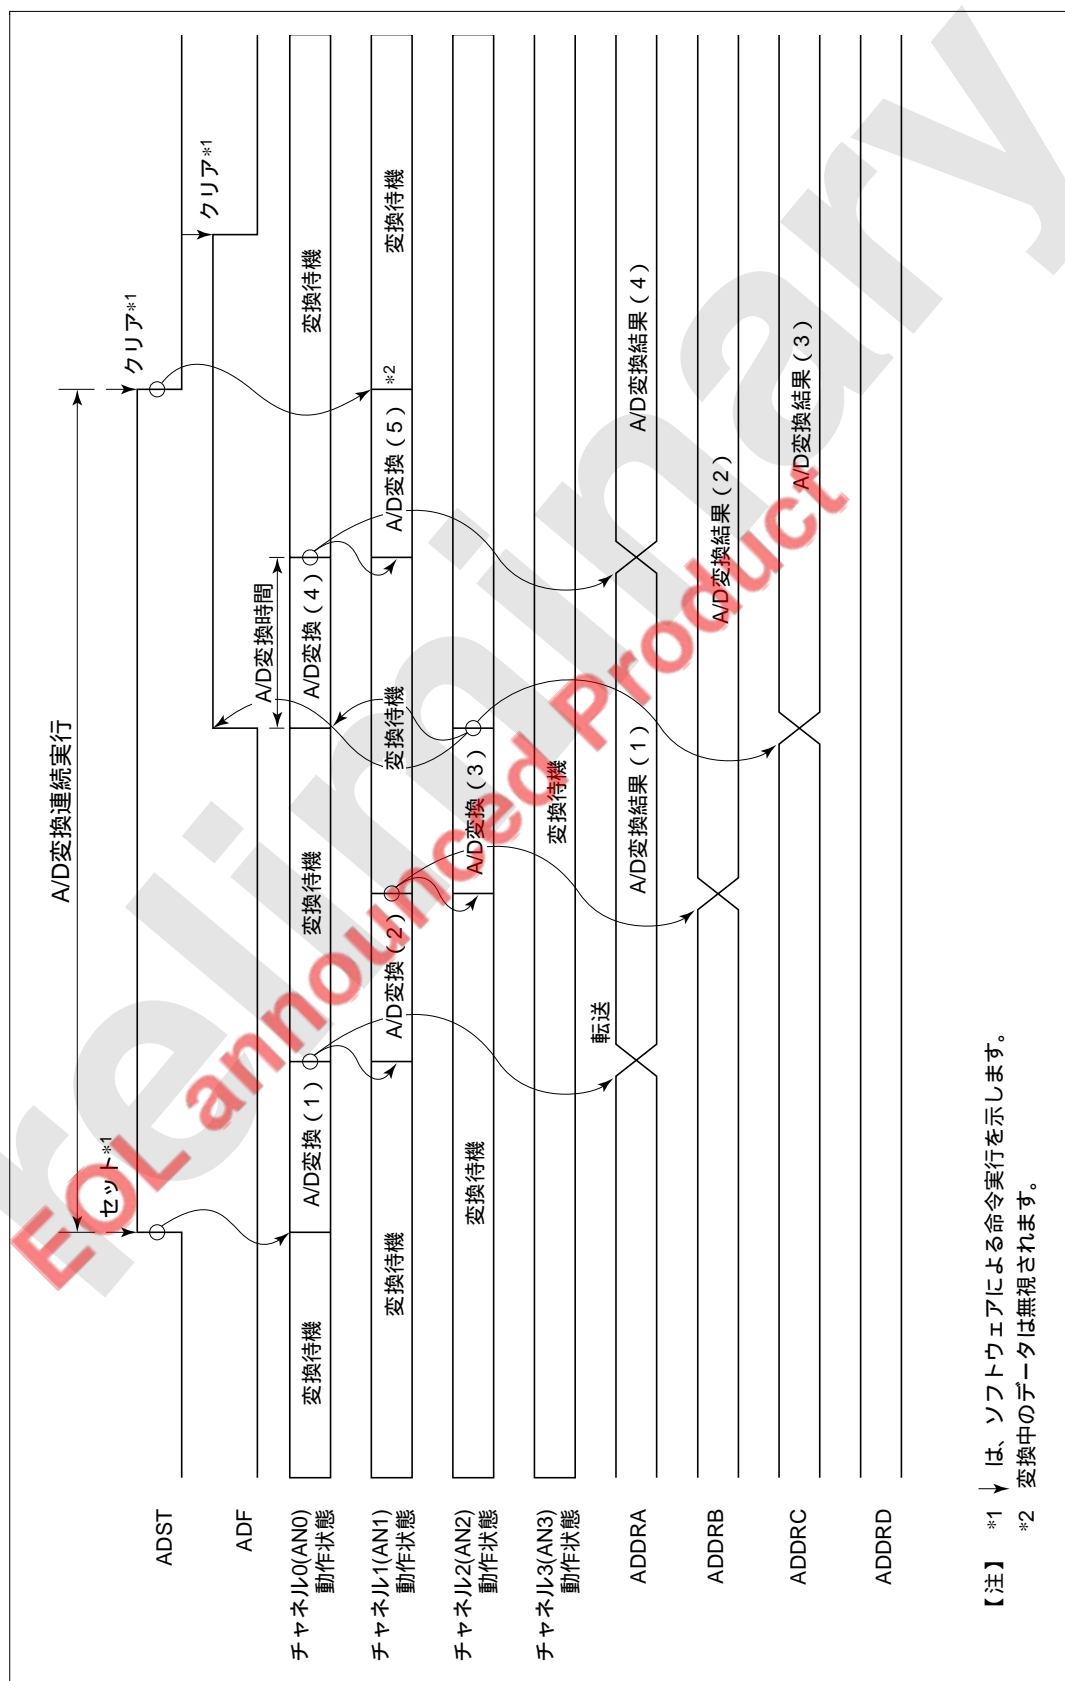 A/D変換連続実行
セット*1
クリア*1
クリア*1
A/D変換時間
ADST
ADF
チャネル0(AN0)
動作状態
変換待機
A/D変換（1）
変換待機
A/D変換（4）
変換待機
チャネル1(AN1)
動作状態
変換待機
A/D変換（2）
変換待機
A/D変換（5）
*2
変換待機
チャネル2(AN2)
動作状態
変換待機
A/D変換（3）
チャネル3(AN3)
動作状態
変換待機
転送
ADDRA
A/D変換結果（1）
A/D変換結果（4）
ADDRB
A/D変換結果（2）
ADDRC
A/D変換結果（3）
ADDRD
【注】 *1 ↓ は、ソフトウェアによる命令実行を示します。
*2 変換中のデータは無視されます。
reliminary
EOL announced Product